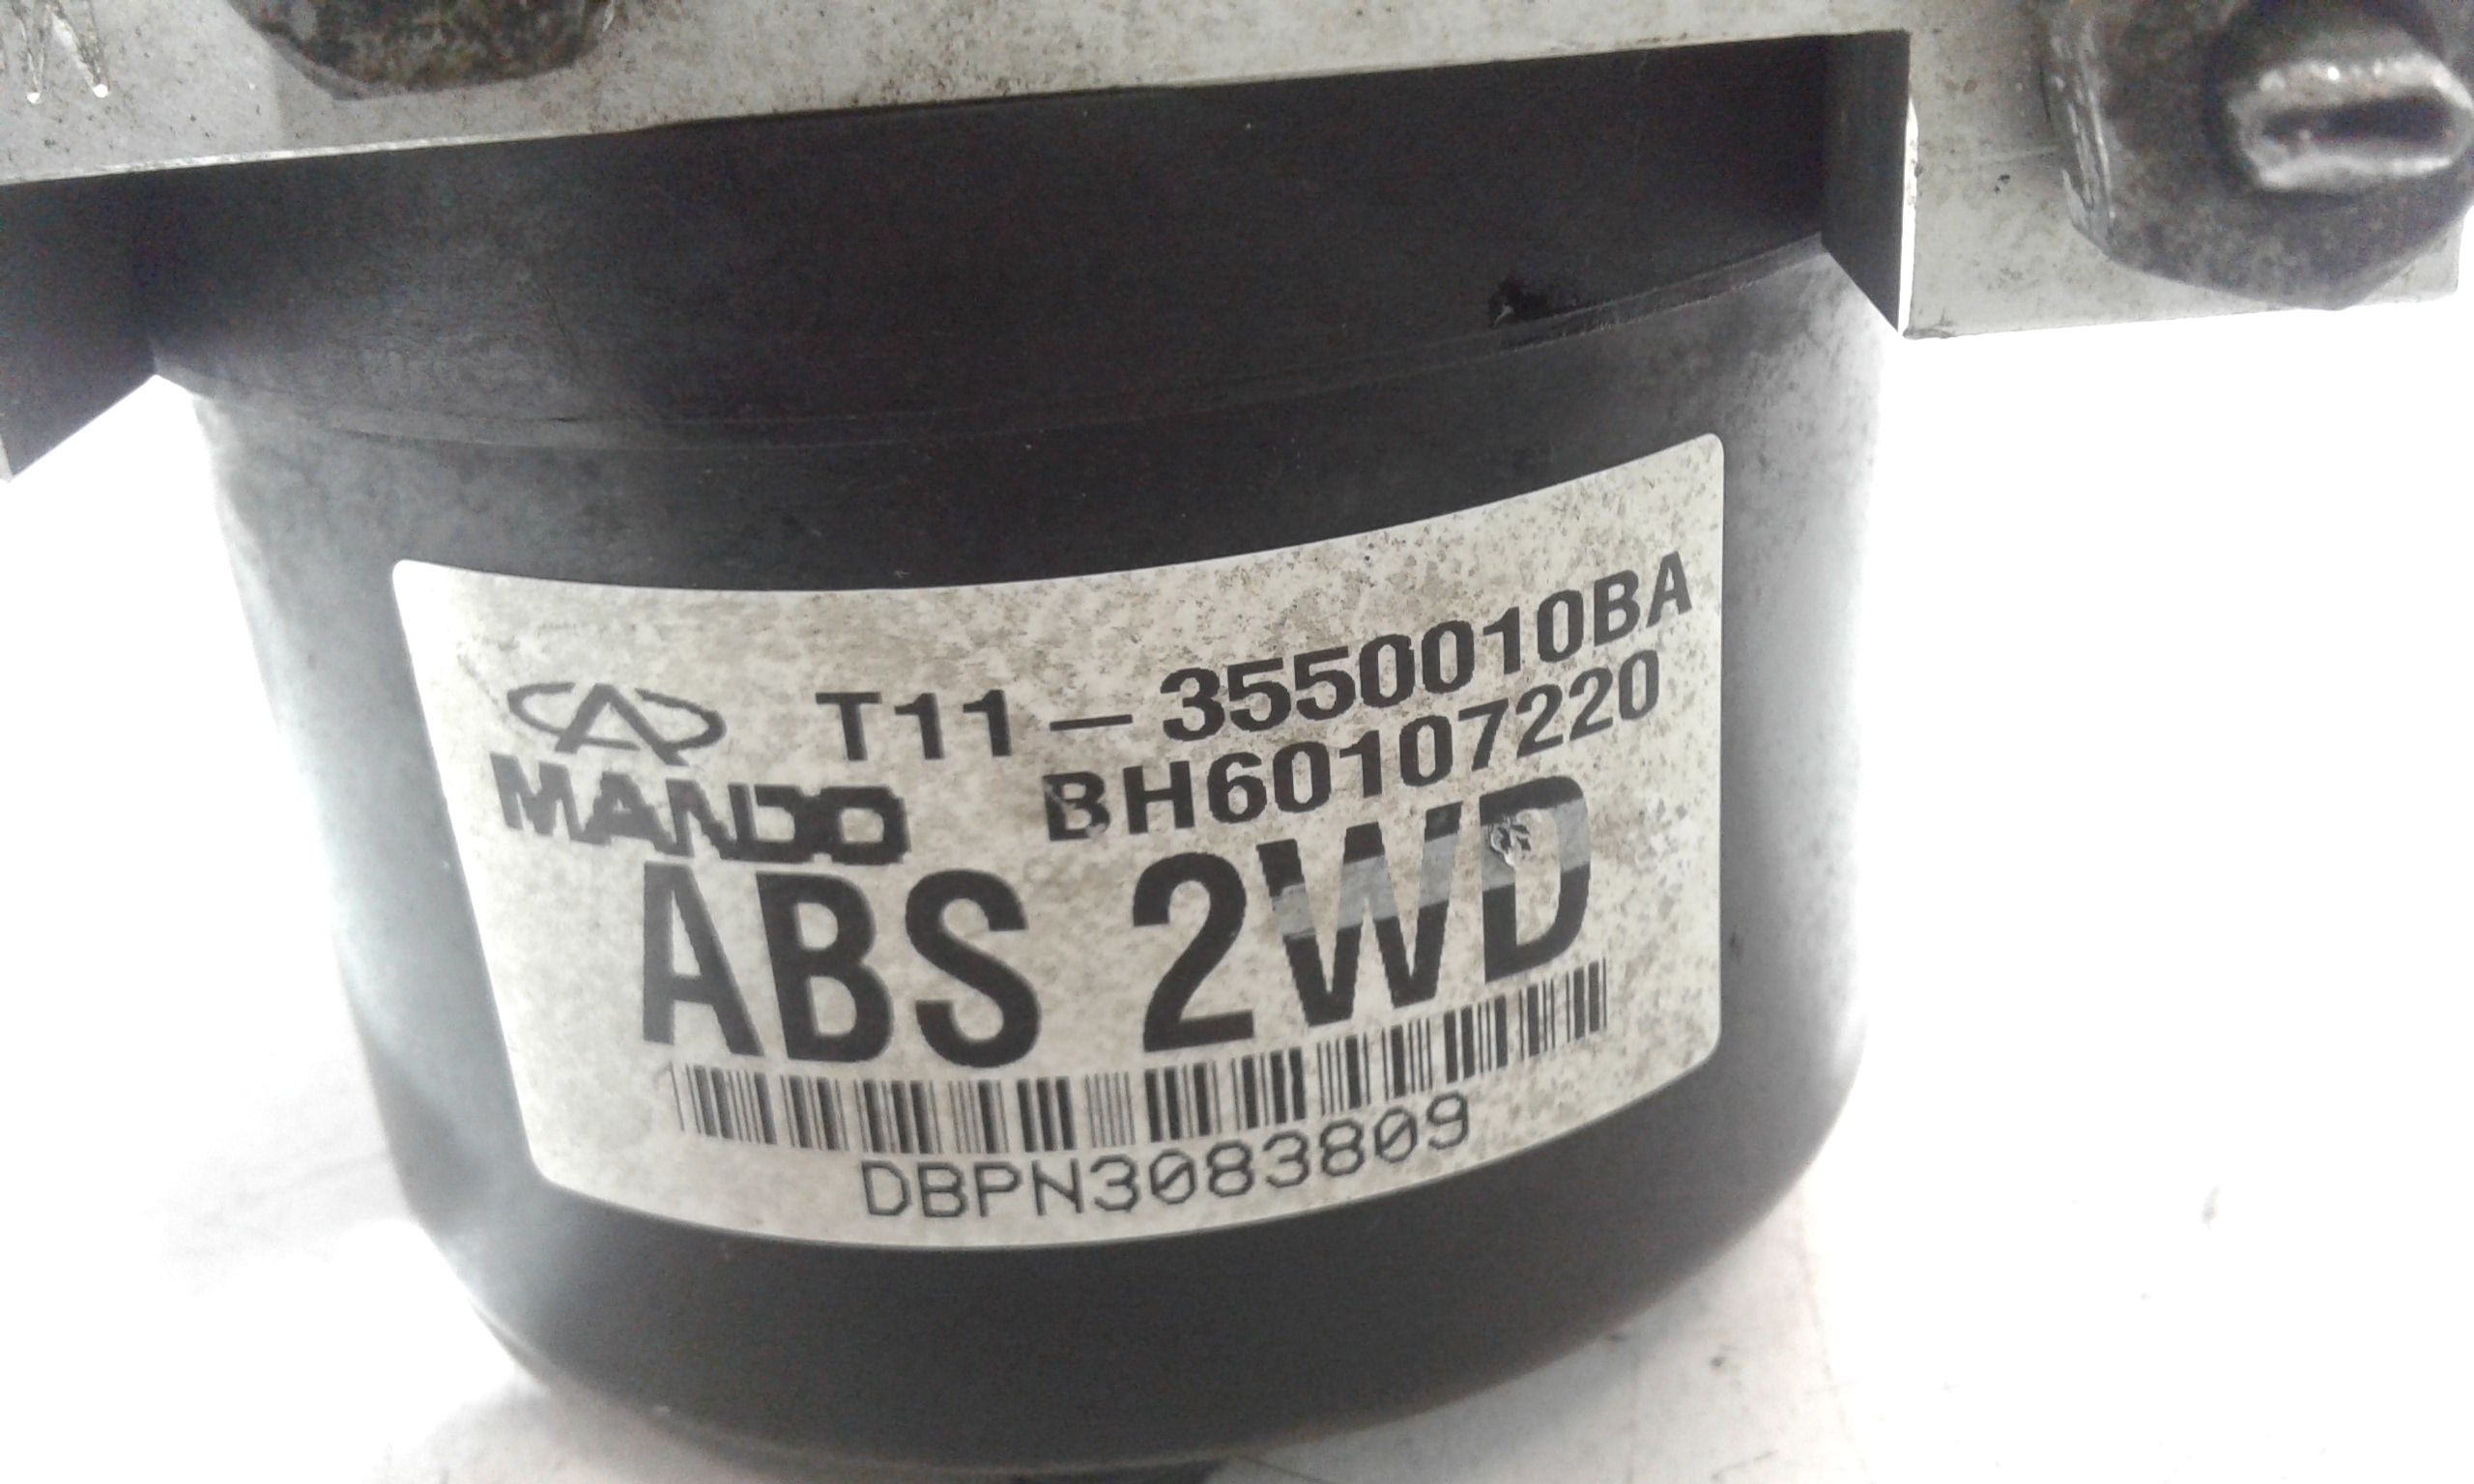 T11-3550010BA
MANDO BH60107220
ABS 2WD
DBPN3083809